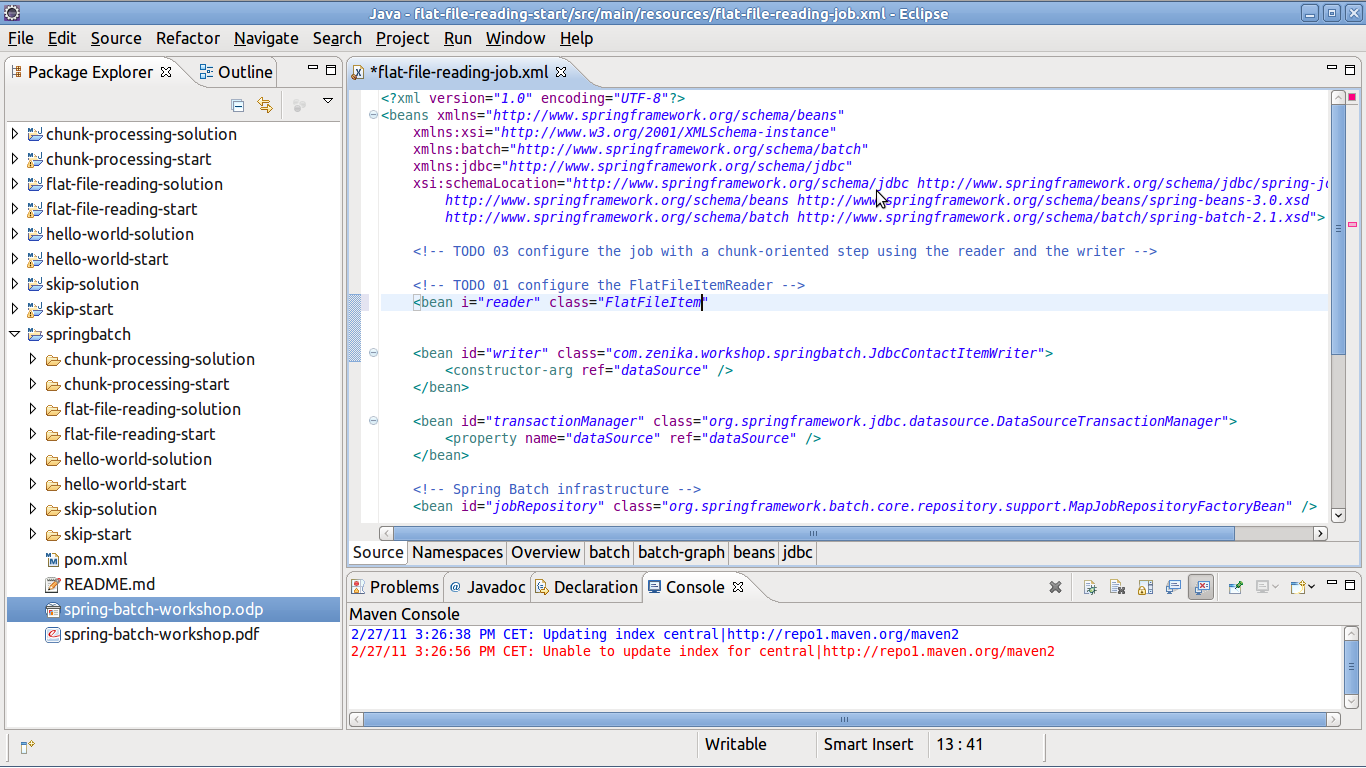 Java - flat-file-reading-start/src/main/resources/flat-file-reading-job.xml - Eclipse
File Edit Source Refactor Navigate Search Project Run Window Help
Package Explorer Outline
chunk-processing-solution
chunk-processing-start
flat-file-reading-solution
flat-file-reading-start
hello-world-solution
hello-world-start
skip-solution
skip-start
springbatch
chunk-processing-solution
chunk-processing-start
flat-file-reading-solution
flat-file-reading-start
hello-world-solution
hello-world-start
skip-solution
skip-start
pom.xml
README.md
spring-batch-workshop.odp
spring-batch-workshop.pdf
*flat-file-reading-job.xml
<?xml version="1.0" encoding="UTF-8"?>
<beans xmlns="http://www.springframework.org/schema/beans"
xmlns:xsi="http://www.w3.org/2001/XMLSchema-instance"
xmlns:batch="http://www.springframework.org/schema/batch"
xmlns:jdbc="http://www.springframework.org/schema/jdbc"
xsi:schemaLocation="http://www.springframework.org/schema/jdbc http://www.springframework.org/schema/jdbc/spring-j
http://www.springframework.org/schema/beans http://www.springframework.org/schema/beans/spring-beans-3.0.xsd
http://www.springframework.org/schema/batch http://www.springframework.org/schema/batch/spring-batch-2.1.xsd">
<!-- TODO 03 configure the job with a chunk-oriented step using the reader and the writer -->
<!-- TODO 01 configure the FlatFileItemReader -->
<bean i="reader" class="FlatFileItem"
<bean id="writer" class="com.zenika.workshop.springbatch.JdbcContactItemWriter">
<constructor-arg ref="dataSource" />
</bean>
<bean id="transactionManager" class="org.springframework.jdbc.datasource.DataSourceTransactionManager">
<property name="dataSource" ref="dataSource" />
</bean>
<!-- Spring Batch infrastructure -->
<bean id="jobRepository" class="org.springframework.batch.core.repository.support.MapJobRepositoryFactoryBean" />
Source Namespaces Overview batch batch-graph beans jdbc
Problems Javadoc Declaration Console
Maven Console
2/27/11 3:26:38 PM CET: Updating index central|http://repo1.maven.org/maven2
2/27/11 3:26:56 PM CET: Unable to update index for central|http://repo1.maven.org/maven2
Writable Smart Insert 13 : 41